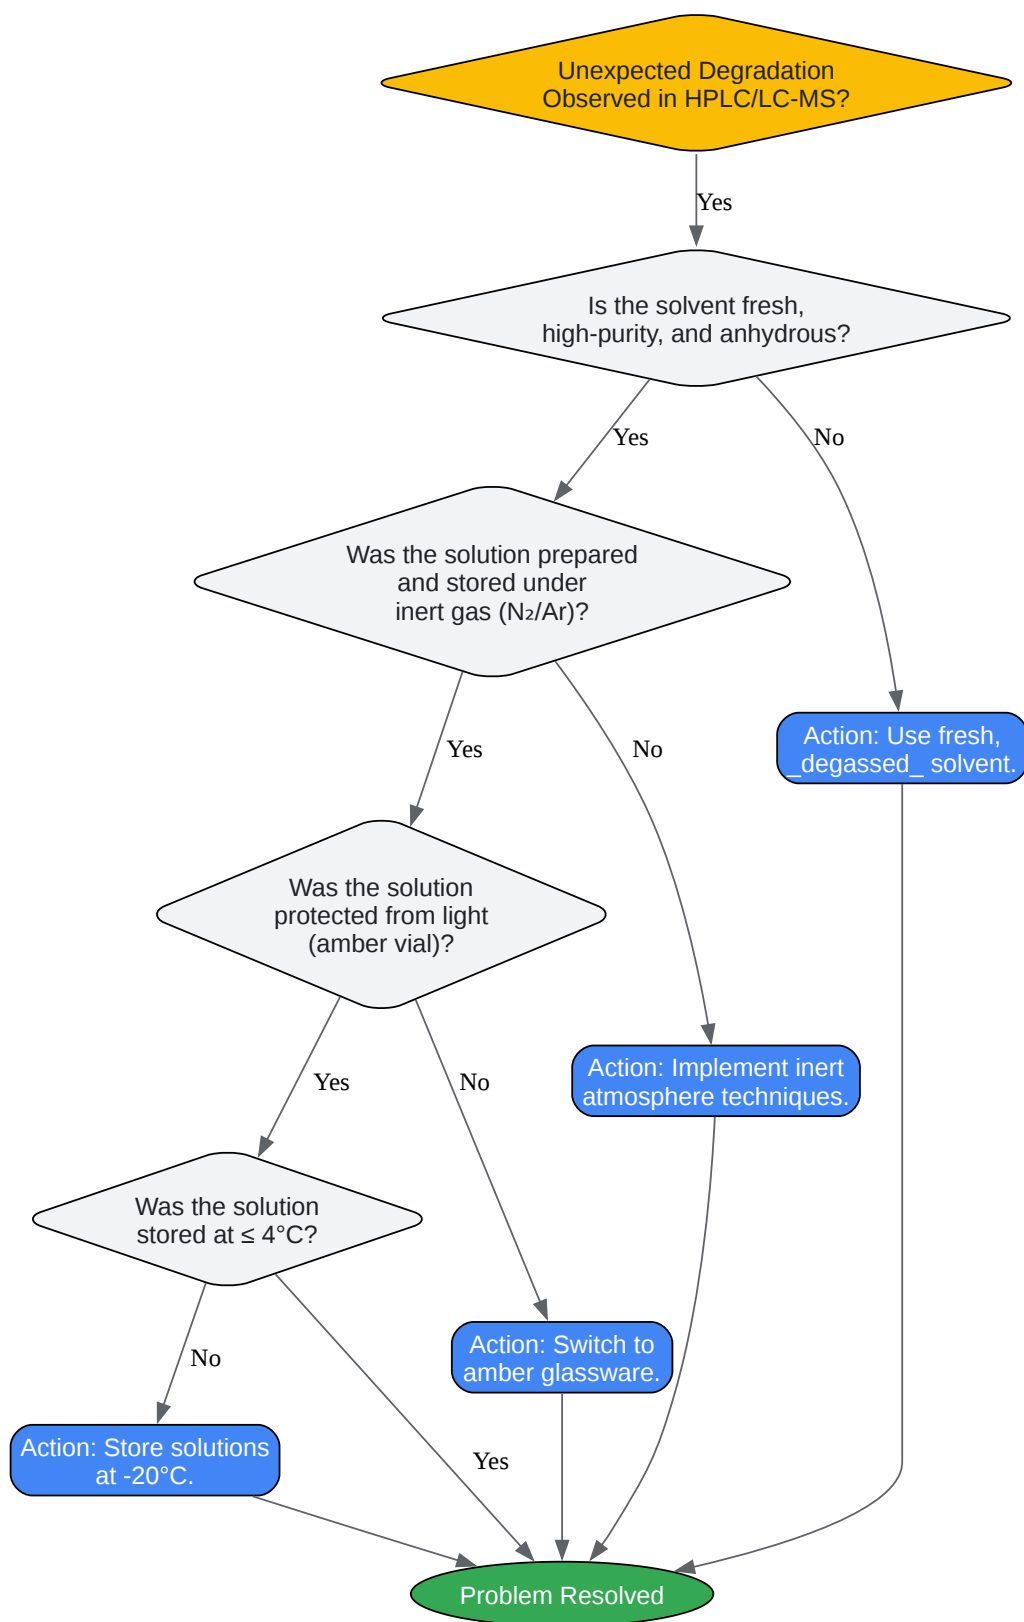 Unexpected Degradation
Observed in HPLC/LC-MS?
Yes
Is the solvent fresh,
high-purity, and anhydrous?
Yes
No
Was the solution prepared
and stored under
inert gas (N₂/Ar)?
Action: Use fresh,
_degassed_ solvent.
Yes
No
Was the solution
protected from light
(amber vial)?
Action: Implement inert
atmosphere techniques.
Yes
No
Was the solution
stored at ≤ 4°C?
Action: Switch to
amber glassware.
No
Yes
Action: Store solutions
at -20°C.
Problem Resolved